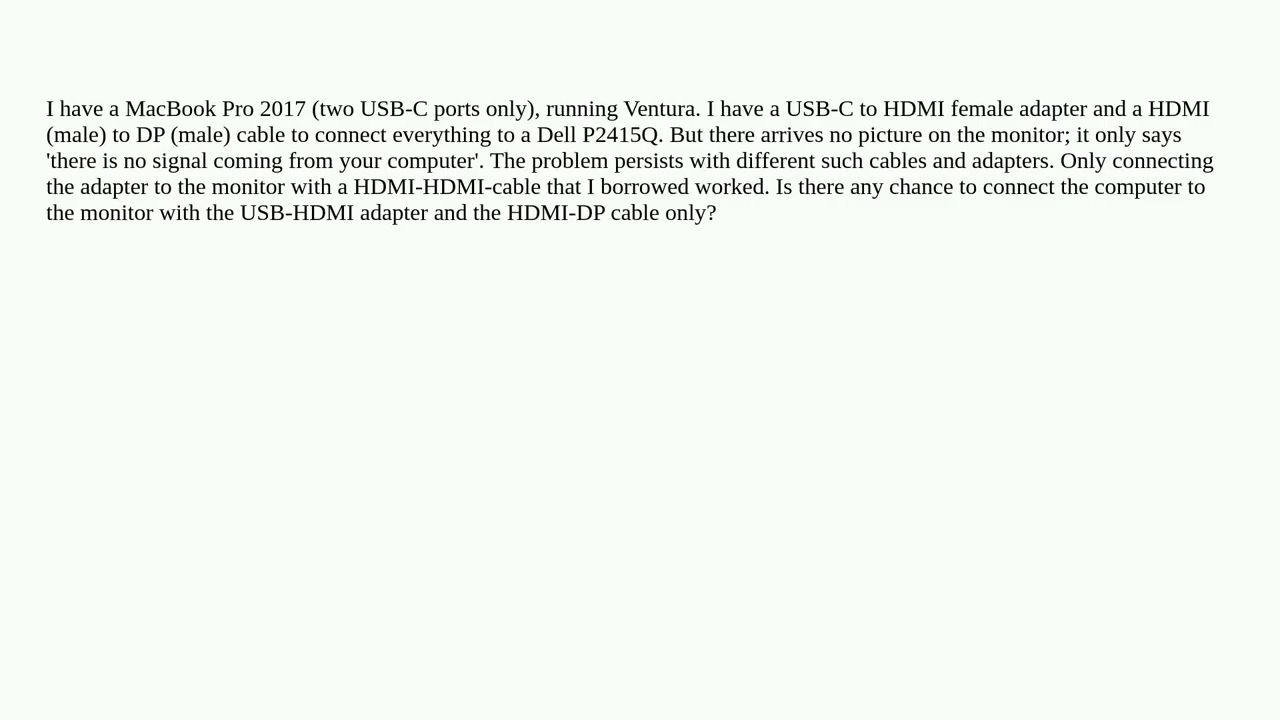 I have a MacBook Pro 2017 (two USB-C ports only), running Ventura. I have a USB-C to HDMI female adapter and a HDMI
(male) to DP (male) cable to connect everything to a Dell P2415Q. But there arrives no picture on the monitor; it only says
'there is no signal coming from your computer'. The problem persists with different such cables and adapters. Only connecting
the adapter to the monitor with a HDMI-HDMI-cable that I borrowed worked. Is there any chance to connect the computer to
the monitor with the USB-HDMI adapter and the HDMI-DP cable only?